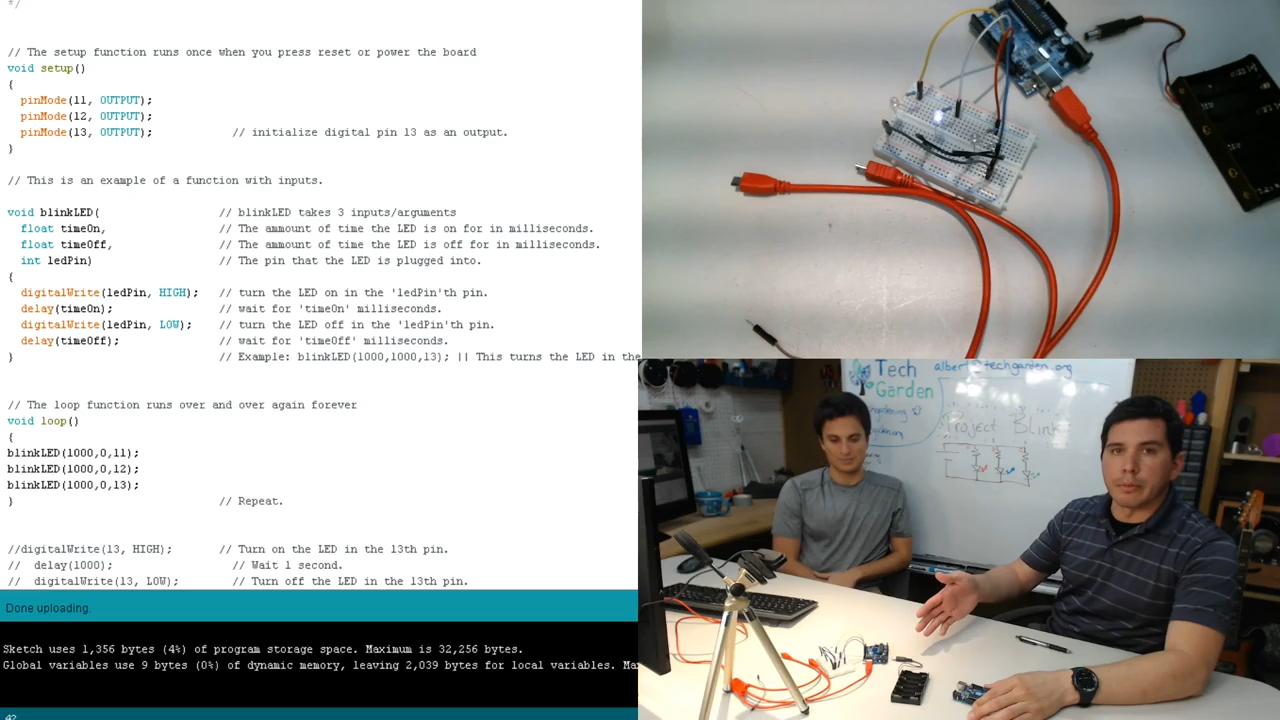 */
// The setup function runs once when you press reset or power the board
void setup()
{
pinMode(11, OUTPUT);
pinMode(12, OUTPUT);
pinMode(13, OUTPUT); // initialize digital pin 13 as an output.
}
// This is an example of a function with inputs.
void blinkLED( // blinkLED takes 3 inputs/arguments
float timeOn, // The ammount of time the LED is on for in milliseconds.
float timeOff, // The ammount of time the LED is off for in milliseconds.
int ledPin) // The pin that the LED is plugged into.
{
digitalWrite(ledPin, HIGH); // turn the LED on in the 'ledPin'th pin.
delay(timeOn); // wait for 'timeOn' milliseconds.
digitalWrite(ledPin, LOW); // turn the LED off in the 'ledPin'th pin.
delay(timeOff); // wait for 'timeOff' milliseconds.
} // Example: blinkLED(1000,1000,13); || This turns the LED in the
// The loop function runs over and over again forever
void loop()
{
blinkLED(1000,0,11);
blinkLED(1000,0,12);
blinkLED(1000,0,13);
} // Repeat.
//digitalWrite(13, HIGH); // Turn on the LED in the 13th pin.
// delay(1000); // Wait 1 second.
// digitalWrite(13, LOW); // Turn off the LED in the 13th pin.
Done uploading.
Sketch uses 1,356 bytes (4%) of program storage space. Maximum is 32,256 bytes.
Global variables use 9 bytes (0%) of dynamic memory, leaving 2,039 bytes for local variables. Ma
42
Tech
Garden
albert@techgarden.org
Project Blink